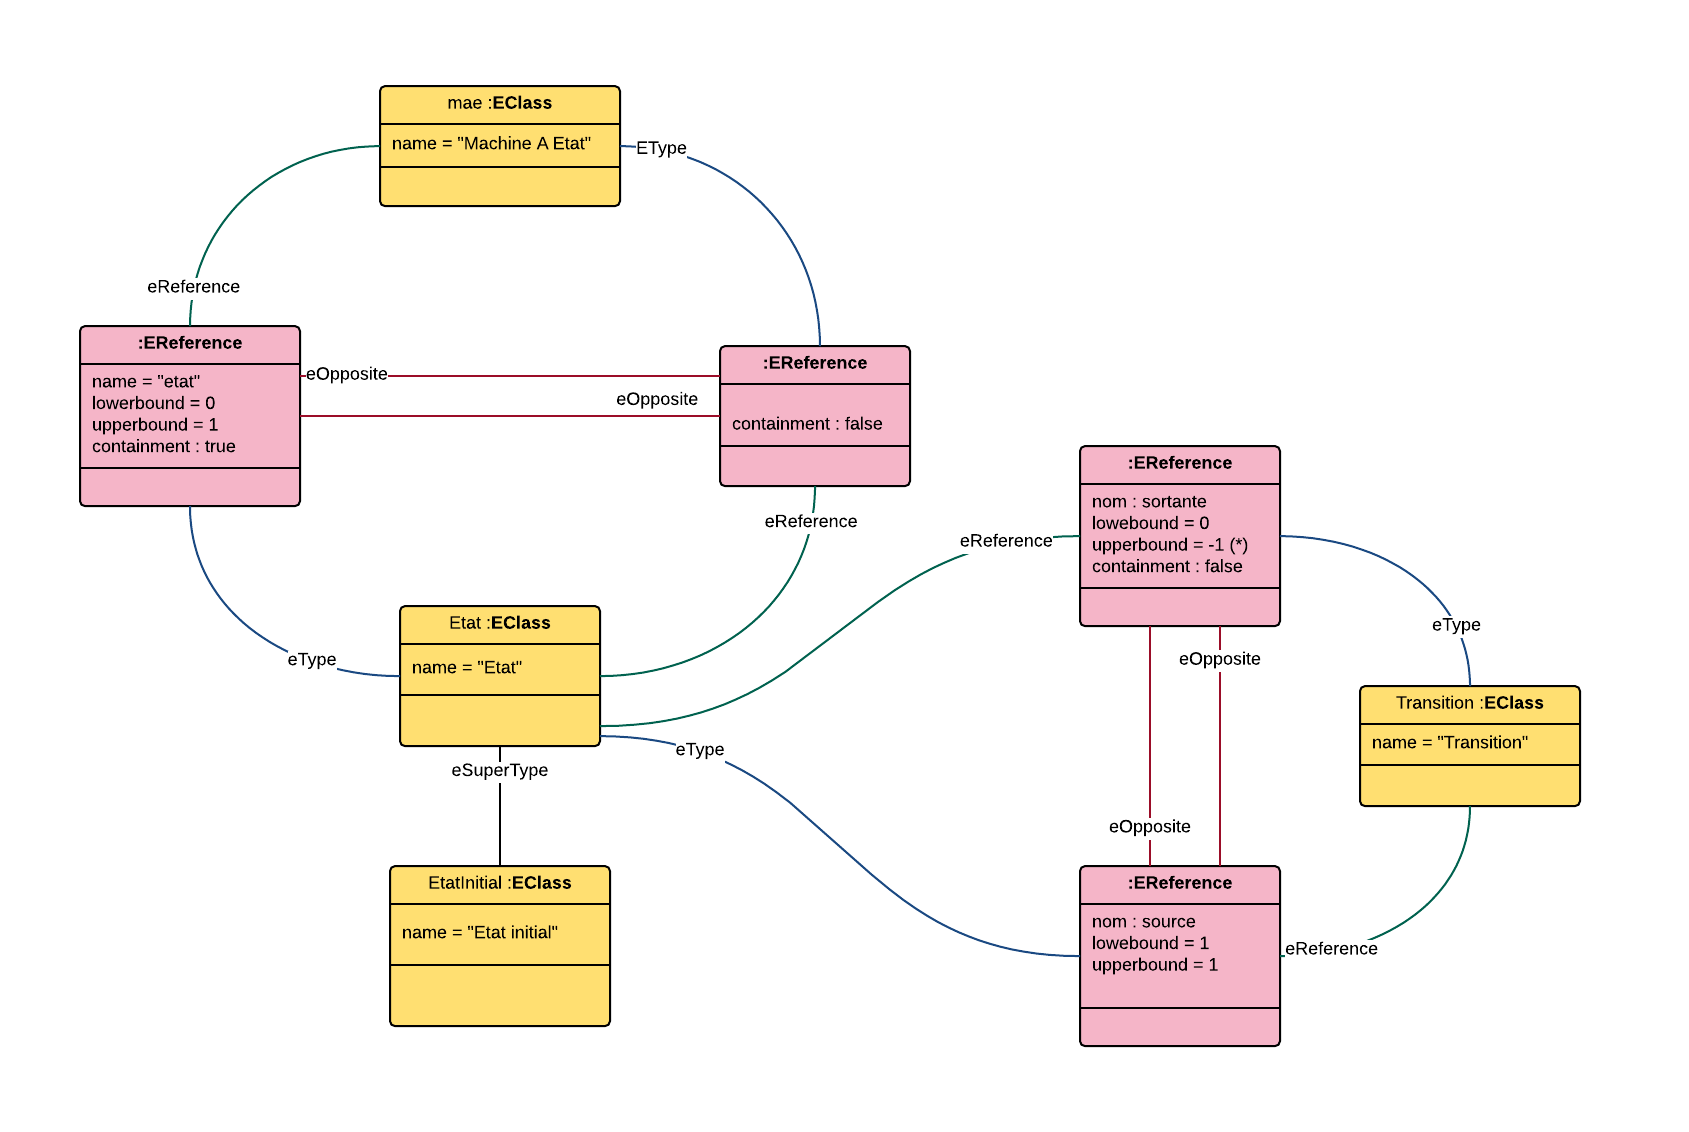 mae :EClass
name = "Machine A Etat"
EType
eReference
:EReference
name = "etat"
lowerbound = 0
upperbound = 1
containment : true
eOpposite
eOpposite
:EReference
containment : false
eReference
eType
Etat :EClass
name = "Etat"
eSuperType
EtatInitial :EClass
name = "Etat initial"
eReference
:EReference
nom : sortante
lowebound = 0
upperbound = -1 (*)
containment : false
eType
eOpposite
Transition :EClass
name = "Transition"
eType
eOpposite
:EReference
nom : source
lowebound = 1
upperbound = 1
eReference